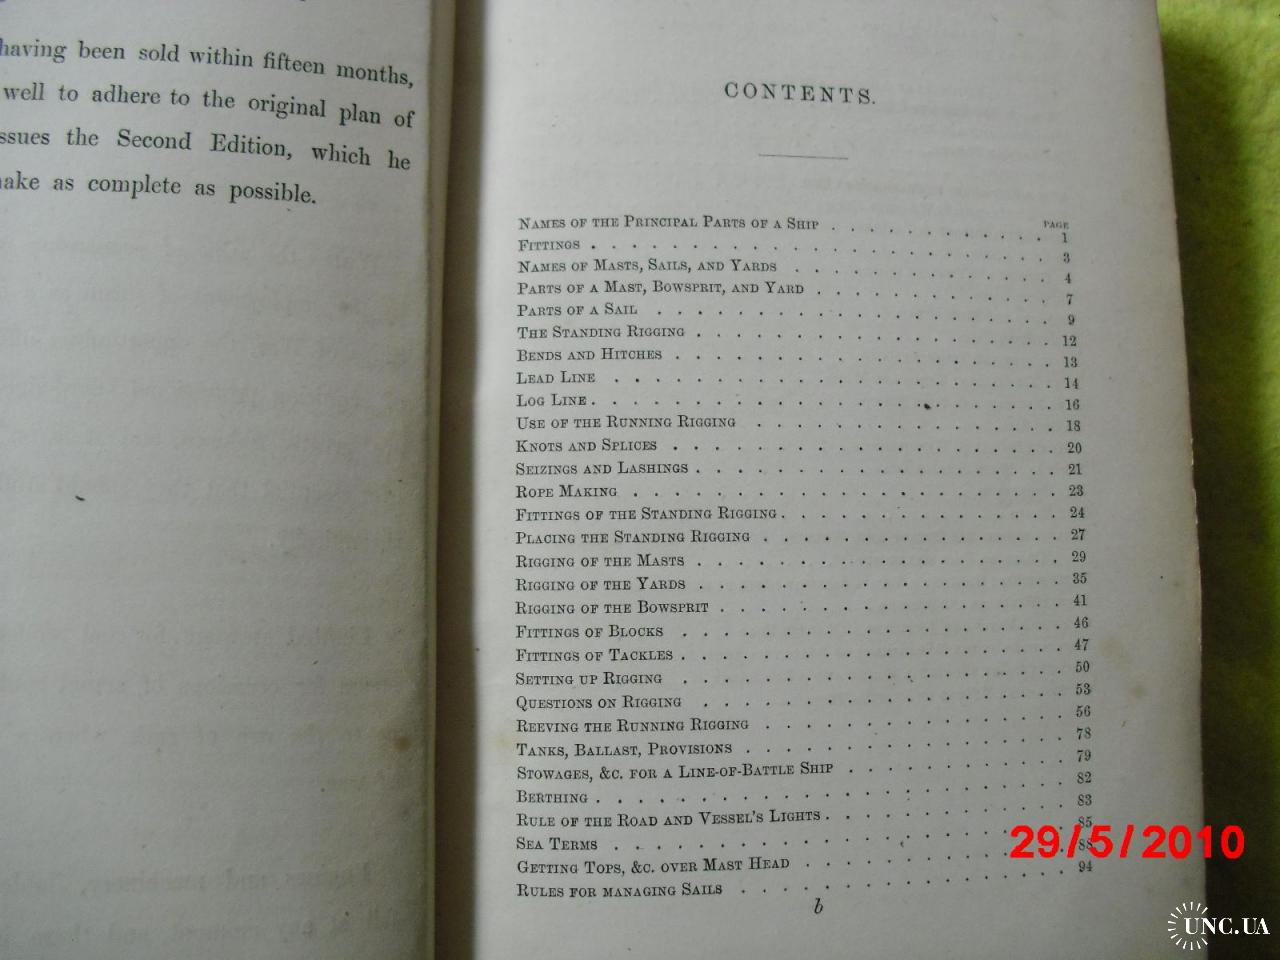 having been sold within fifteen months,
well to adhere to the original plan of
ssues the Second Edition, which he
make as complete as possible.
CONTENTS.
PAGE
NAMES OF THE PRINCIPAL PARTS OF A SHIP . . . . . . . . . . 1
FITTINGS . . . . . . . . . . 3
NAMES OF MASTS, SAILS, AND YARDS . . . . . . . . . . 4
PARTS OF A MAST, BOWSPRIT, AND YARD . . . . . . . . . . 7
PARTS OF A SAIL . . . . . . . . . . 9
THE STANDING RIGGING . . . . . . . . . . 12
BENDS AND HITCHES . . . . . . . . . . 13
LEAD LINE . . . . . . . . . . 14
LOG LINE . . . . . . . . . . 16
USE OF THE RUNNING RIGGING . . . . . . . . . . 18
KNOTS AND SPLICES . . . . . . . . . . 20
SEIZINGS AND LASHINGS . . . . . . . . . . 21
ROPE MAKING . . . . . . . . . . 23
FITTINGS OF THE STANDING RIGGING . . . . . . . . . . 24
PLACING THE STANDING RIGGING . . . . . . . . . . 27
RIGGING OF THE MASTS . . . . . . . . . . 29
RIGGING OF THE YARDS . . . . . . . . . . 35
RIGGING OF THE BOWSPRIT . . . . . . . . . . 41
FITTINGS OF BLOCKS . . . . . . . . . . 46
FITTINGS OF TACKLES . . . . . . . . . . 47
SETTING UP RIGGING . . . . . . . . . . 50
QUESTIONS ON RIGGING . . . . . . . . . . 53
REEVING THE RUNNING RIGGING . . . . . . . . . . 56
TANKS, BALLAST, PROVISIONS . . . . . . . . . . 78
STOWAGES, &C. FOR A LINE-OF-BATTLE SHIP . . . . . . . . . . 79
BERTHING . . . . . . . . . . 82
RULE OF THE ROAD AND VESSEL'S LIGHTS . . . . . . . . . . 83
SEA TERMS . . . . . . . . . . 85
GETTING TOPS, &C. OVER MAST HEAD . . . . . . . . . . 88
RULES FOR MANAGING SAILS . . . . . . . . . . 94
b
29/5/2010
UNC.UA